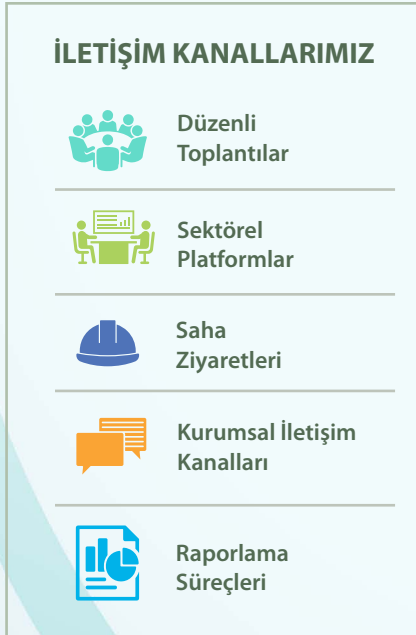 İLETİŞİM KANALLARIMIZ
Düzenli
Toplantılar
Sektörel
Platformlar
Saha
Ziyaretleri
Kurumsal İletişim
Kanalları
Raporlama
Süreçleri